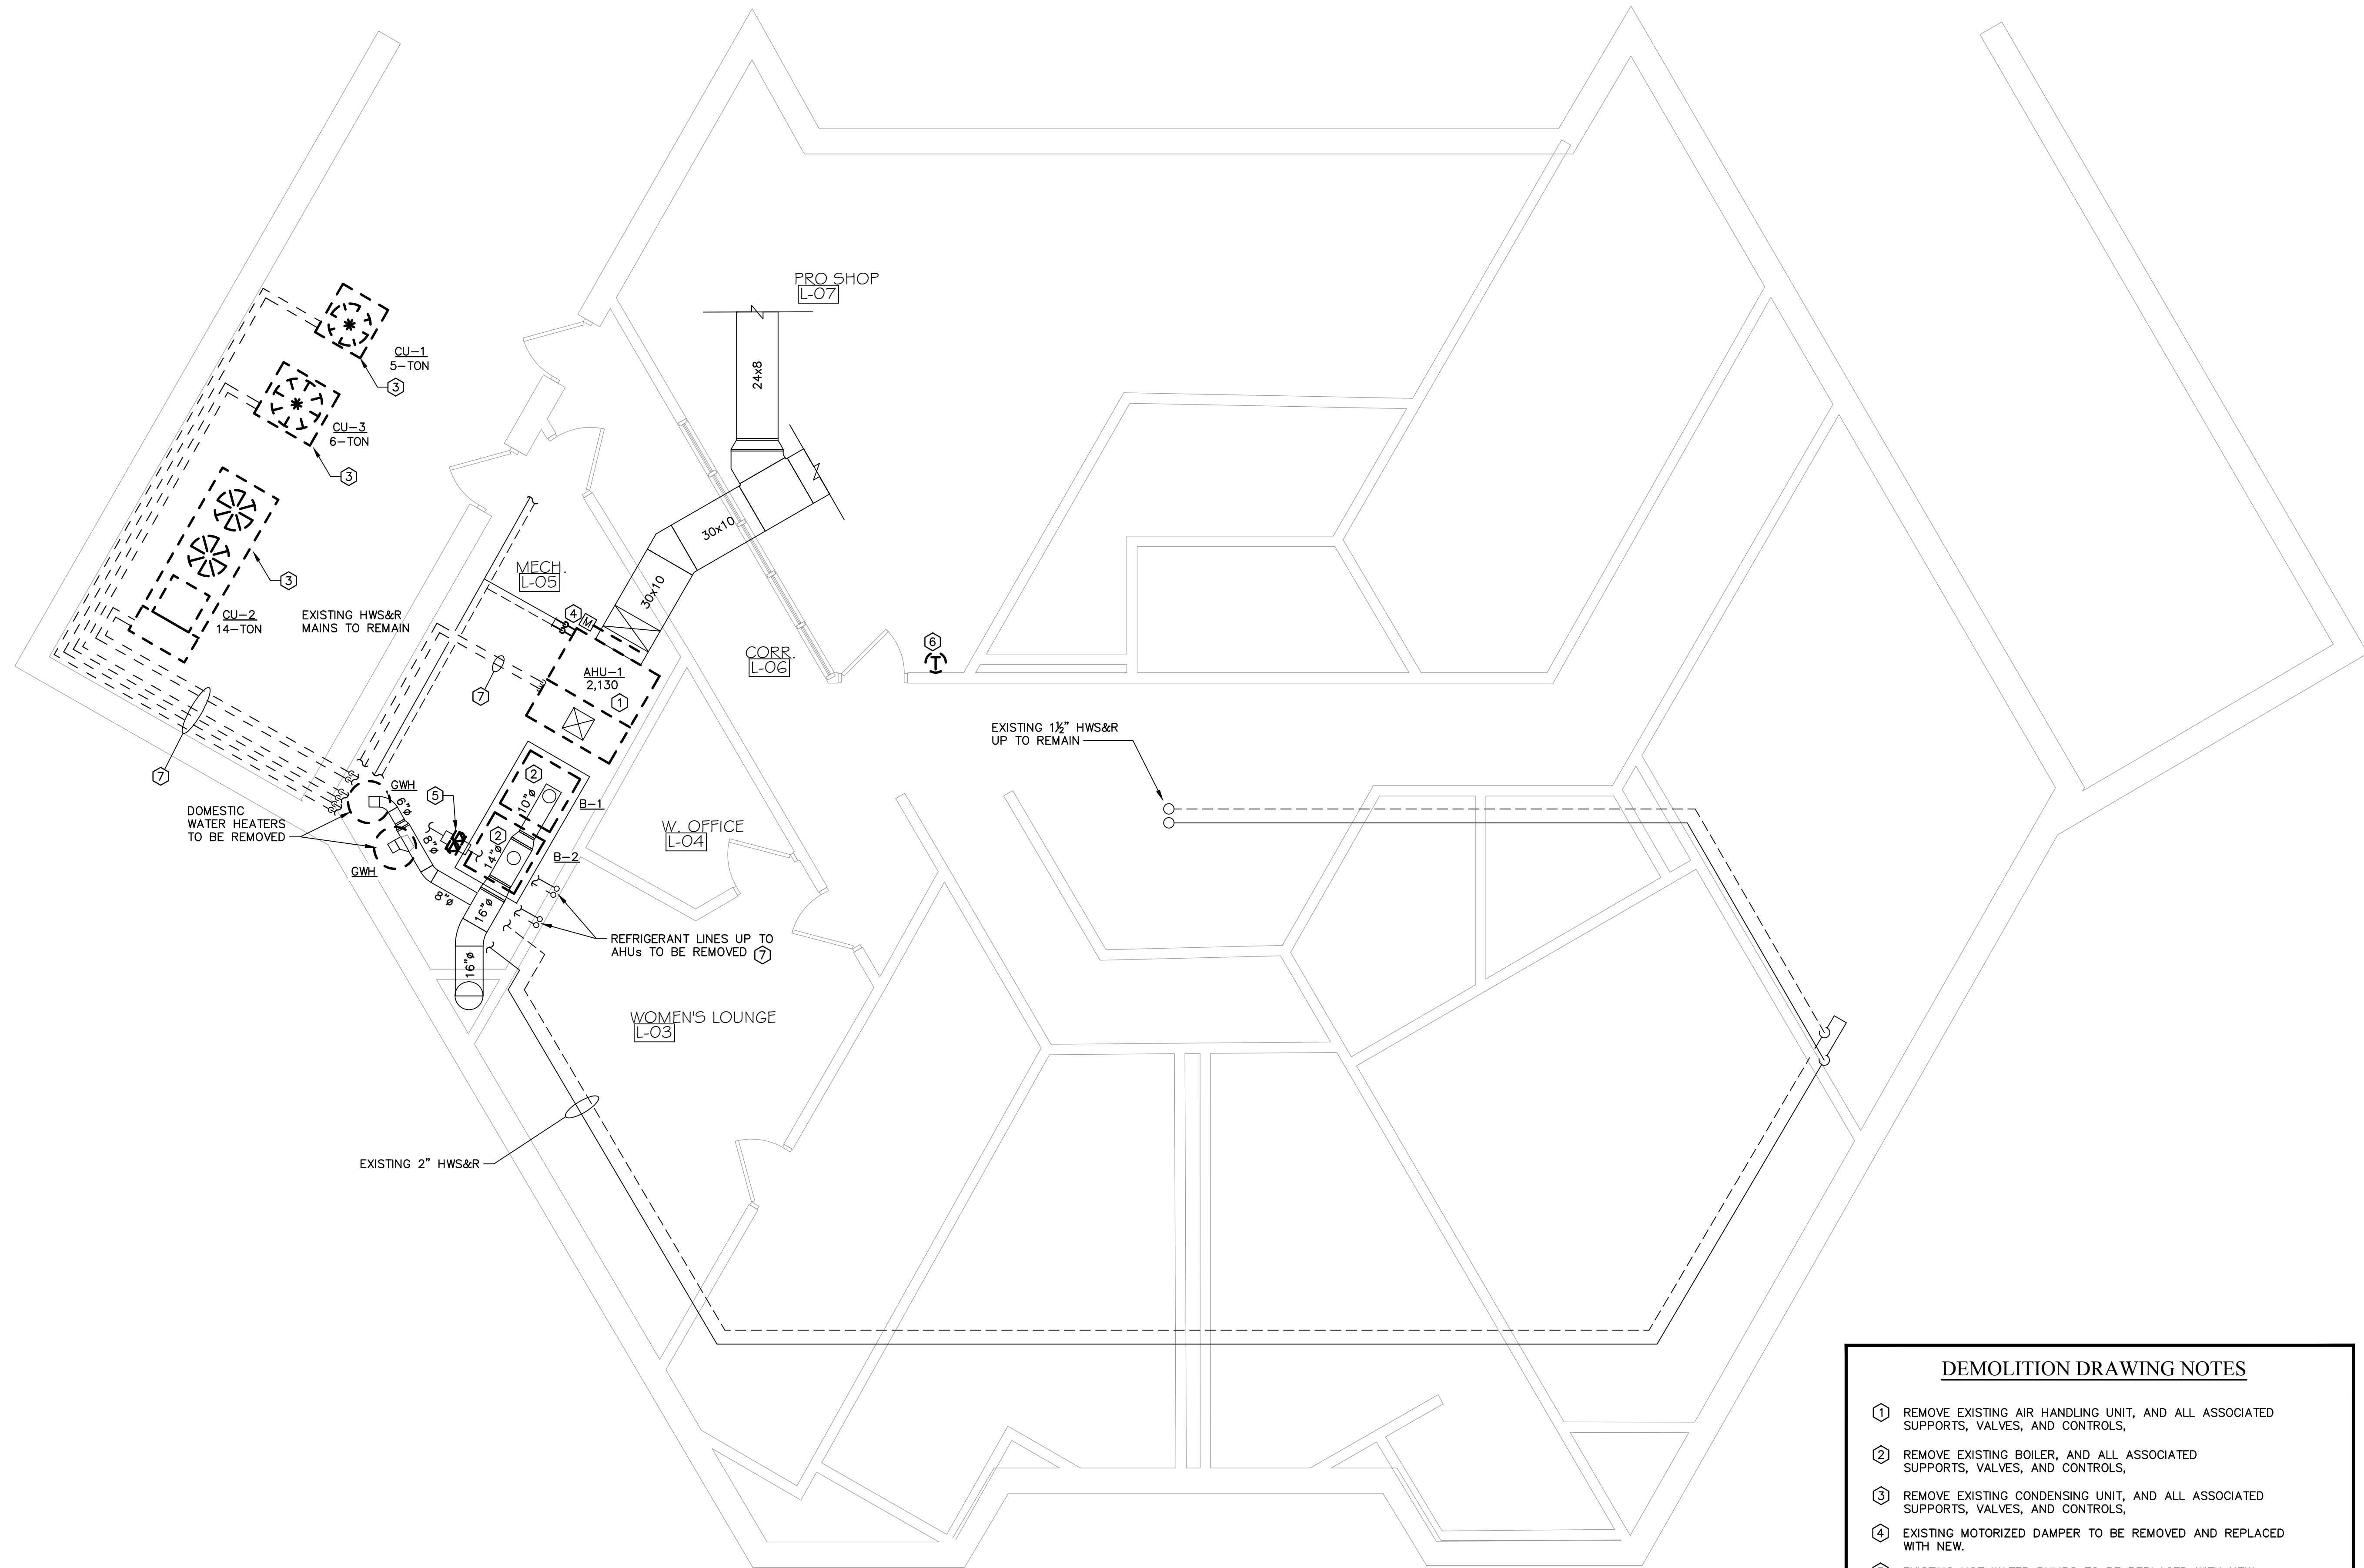 PRO SHOP
L-07
24x8
CU-1
5-TON
3
CU-3
6-TON
3
30x10
MECH.
L-05
30x10
3
CU-2
14-TON
EXISTING HWS&R
MAINS TO REMAIN
4
M
6
T
CORR.
L-06
AHU-1
2,130
1
7
EXISTING 1½" HWS&R
UP TO REMAIN
7
2
GWH
5
10"ø
B-1
6"ø
DOMESTIC
WATER HEATERS
TO BE REMOVED
W. OFFICE
L-04
2
8"ø
14"ø
B-2
GWH
8"ø
16"ø
REFRIGERANT LINES UP TO
AHUs TO BE REMOVED 7
16"ø
WOMEN'S LOUNGE
L-03
EXISTING 2" HWS&R
DEMOLITION DRAWING NOTES
1 REMOVE EXISTING AIR HANDLING UNIT, AND ALL ASSOCIATED
SUPPORTS, VALVES, AND CONTROLS,
2 REMOVE EXISTING BOILER, AND ALL ASSOCIATED
SUPPORTS, VALVES, AND CONTROLS,
3 REMOVE EXISTING CONDENSING UNIT, AND ALL ASSOCIATED
SUPPORTS, VALVES, AND CONTROLS,
4 EXISTING MOTORIZED DAMPER TO BE REMOVED AND REPLACED
WITH NEW.